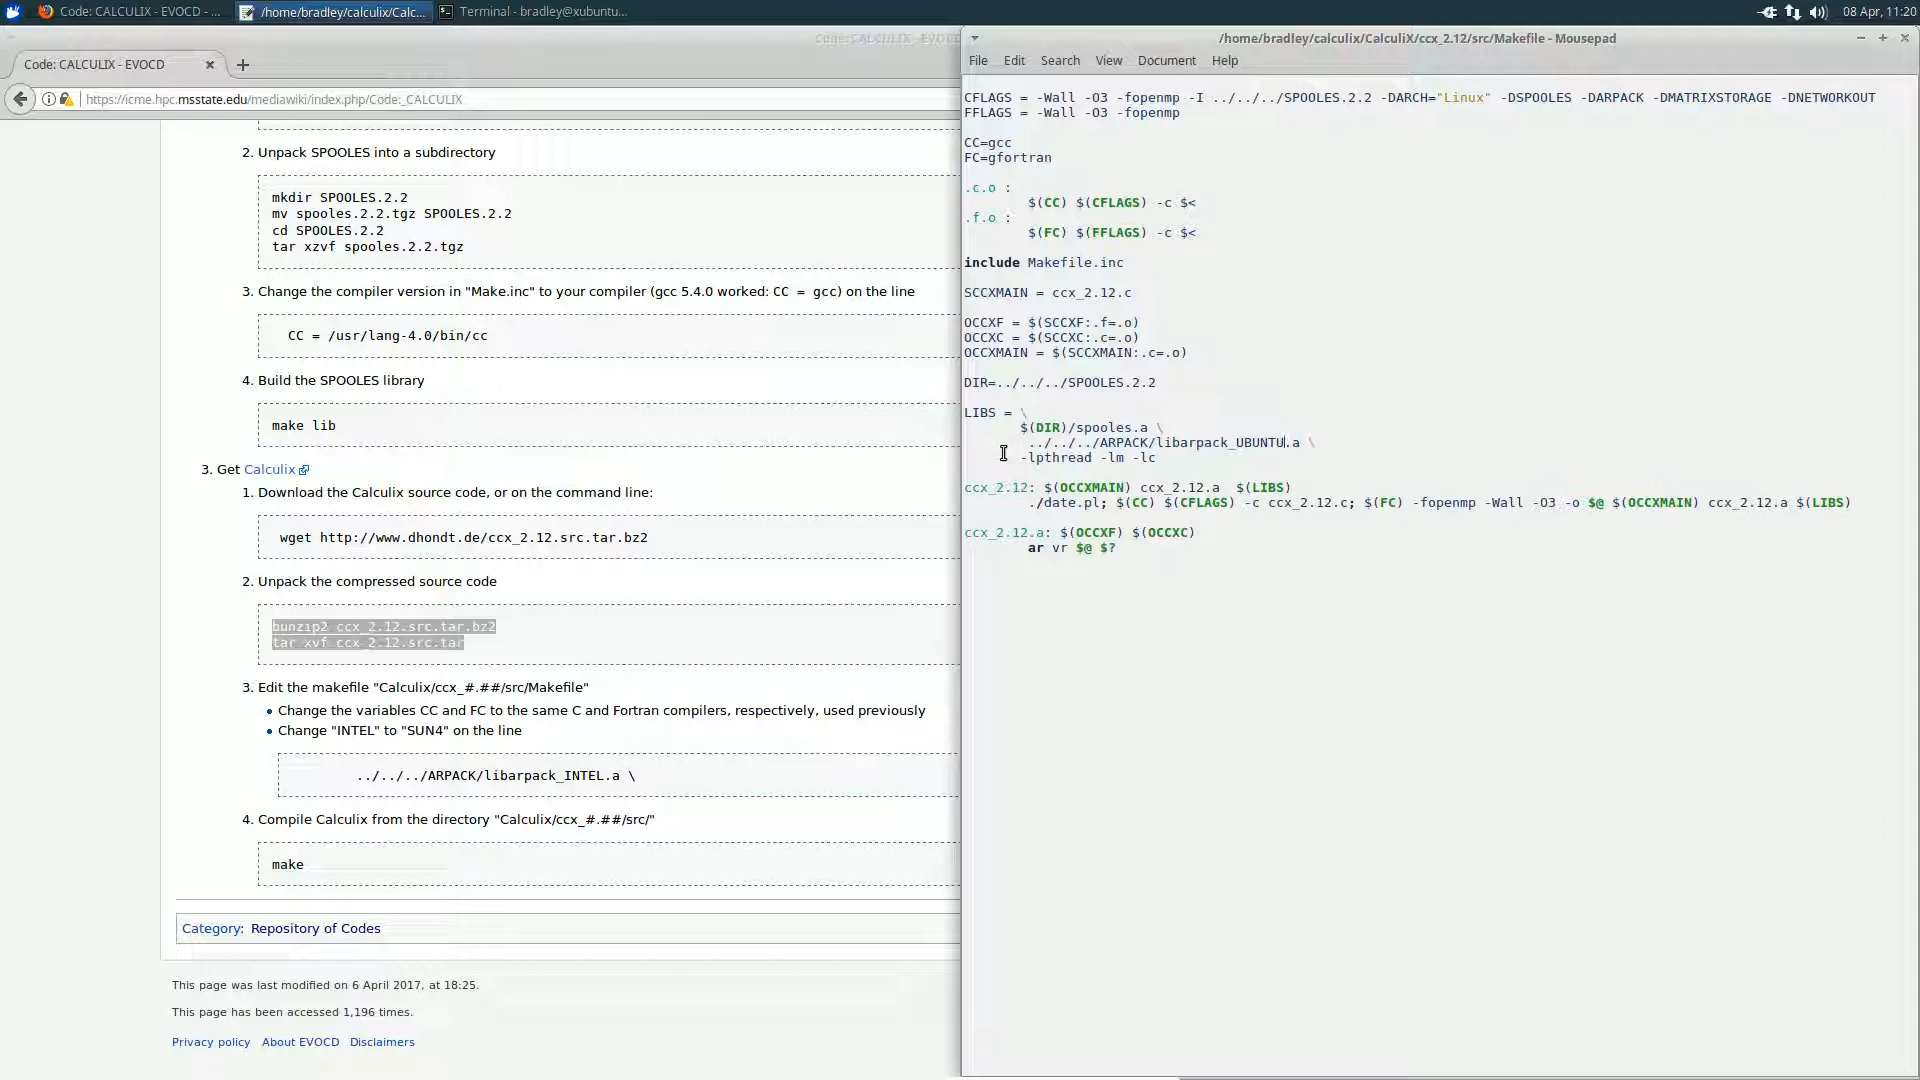 Code: CALCULIX - EVOCD - ...
/home/bradley/calculix/Calc...
Terminal - bradley@xubuntu...
08 Apr, 11:20
Code: CALCULIX - EVOCD
/home/bradley/calculix/CalculiX/ccx_2.12/src/Makefile - Mousepad
Code: CALCULIX - EVOCD
https://icme.hpc.msstate.edu/mediawiki/index.php/Code:_CALCULIX
2. Unpack SPOOLES into a subdirectory
mkdir SPOOLES.2.2
mv spooles.2.2.tgz SPOOLES.2.2
cd SPOOLES.2.2
tar xzvf spooles.2.2.tgz
3. Change the compiler version in "Make.inc" to your compiler (gcc 5.4.0 worked: CC = gcc) on the line
CC = /usr/lang-4.0/bin/cc
4. Build the SPOOLES library
make lib
3. Get Calculix
1. Download the Calculix source code, or on the command line:
wget http://www.dhondt.de/ccx_2.12.src.tar.bz2
2. Unpack the compressed source code
bunzip2 ccx_2.12.src.tar.bz2
tar xvf ccx_2.12.src.tar
3. Edit the makefile "Calculix/ccx_#.##/src/Makefile"
Change the variables CC and FC to the same C and Fortran compilers, respectively, used previously
Change "INTEL" to "SUN4" on the line
../../../ARPACK/libarpack_INTEL.a \
4. Compile Calculix from the directory "Calculix/ccx_#.##/src/"
make
Category: Repository of Codes
This page was last modified on 6 April 2017, at 18:25.
This page has been accessed 1,196 times.
Privacy policy About EVOCD Disclaimers
File Edit Search View Document Help
CFLAGS = -Wall -O3 -fopenmp -I ../../../SPOOLES.2.2 -DARCH="Linux" -DSPOOLES -DARPACK -DMATRIXSTORAGE -DNETWORKOUT
FFLAGS = -Wall -O3 -fopenmp
CC=gcc
FC=gfortran
.c.o :
$(CC) $(CFLAGS) -c $<
.f.o :
$(FC) $(FFLAGS) -c $<
include Makefile.inc
SCCXMAIN = ccx_2.12.c
OCCXF = $(SCCXF:.f=.o)
OCCXC = $(SCCXC:.c=.o)
OCCXMAIN = $(SCCXMAIN:.c=.o)
DIR=../../../SPOOLES.2.2
LIBS = \
$(DIR)/spooles.a \
../../../ARPACK/libarpack_UBUNTU.a \
-lpthread -lm -lc
ccx_2.12: $(OCCXMAIN) ccx_2.12.a $(LIBS)
./date.pl; $(CC) $(CFLAGS) -c ccx_2.12.c; $(FC) -fopenmp -Wall -O3 -o $@ $(OCCXMAIN) ccx_2.12.a $(LIBS)
ccx_2.12.a: $(OCCXF) $(OCCXC)
ar vr $@ $?